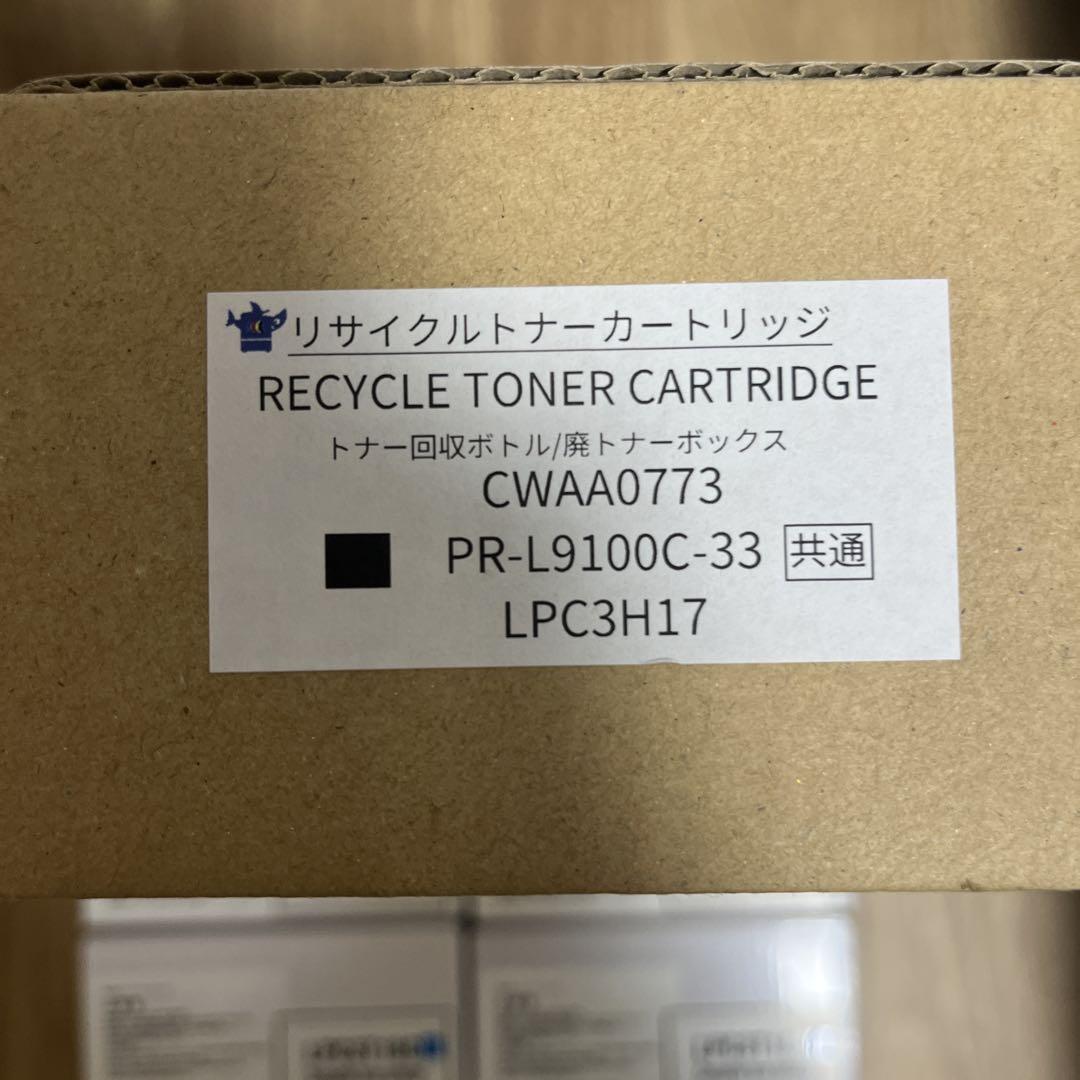 リサイクルトナーカートリッジ
RECYCLE TONER CARTRIDGE
トナー回収ボトル/廃トナーボックス
CWAA0773
PR-L9100C-33 共通
LPC3H17